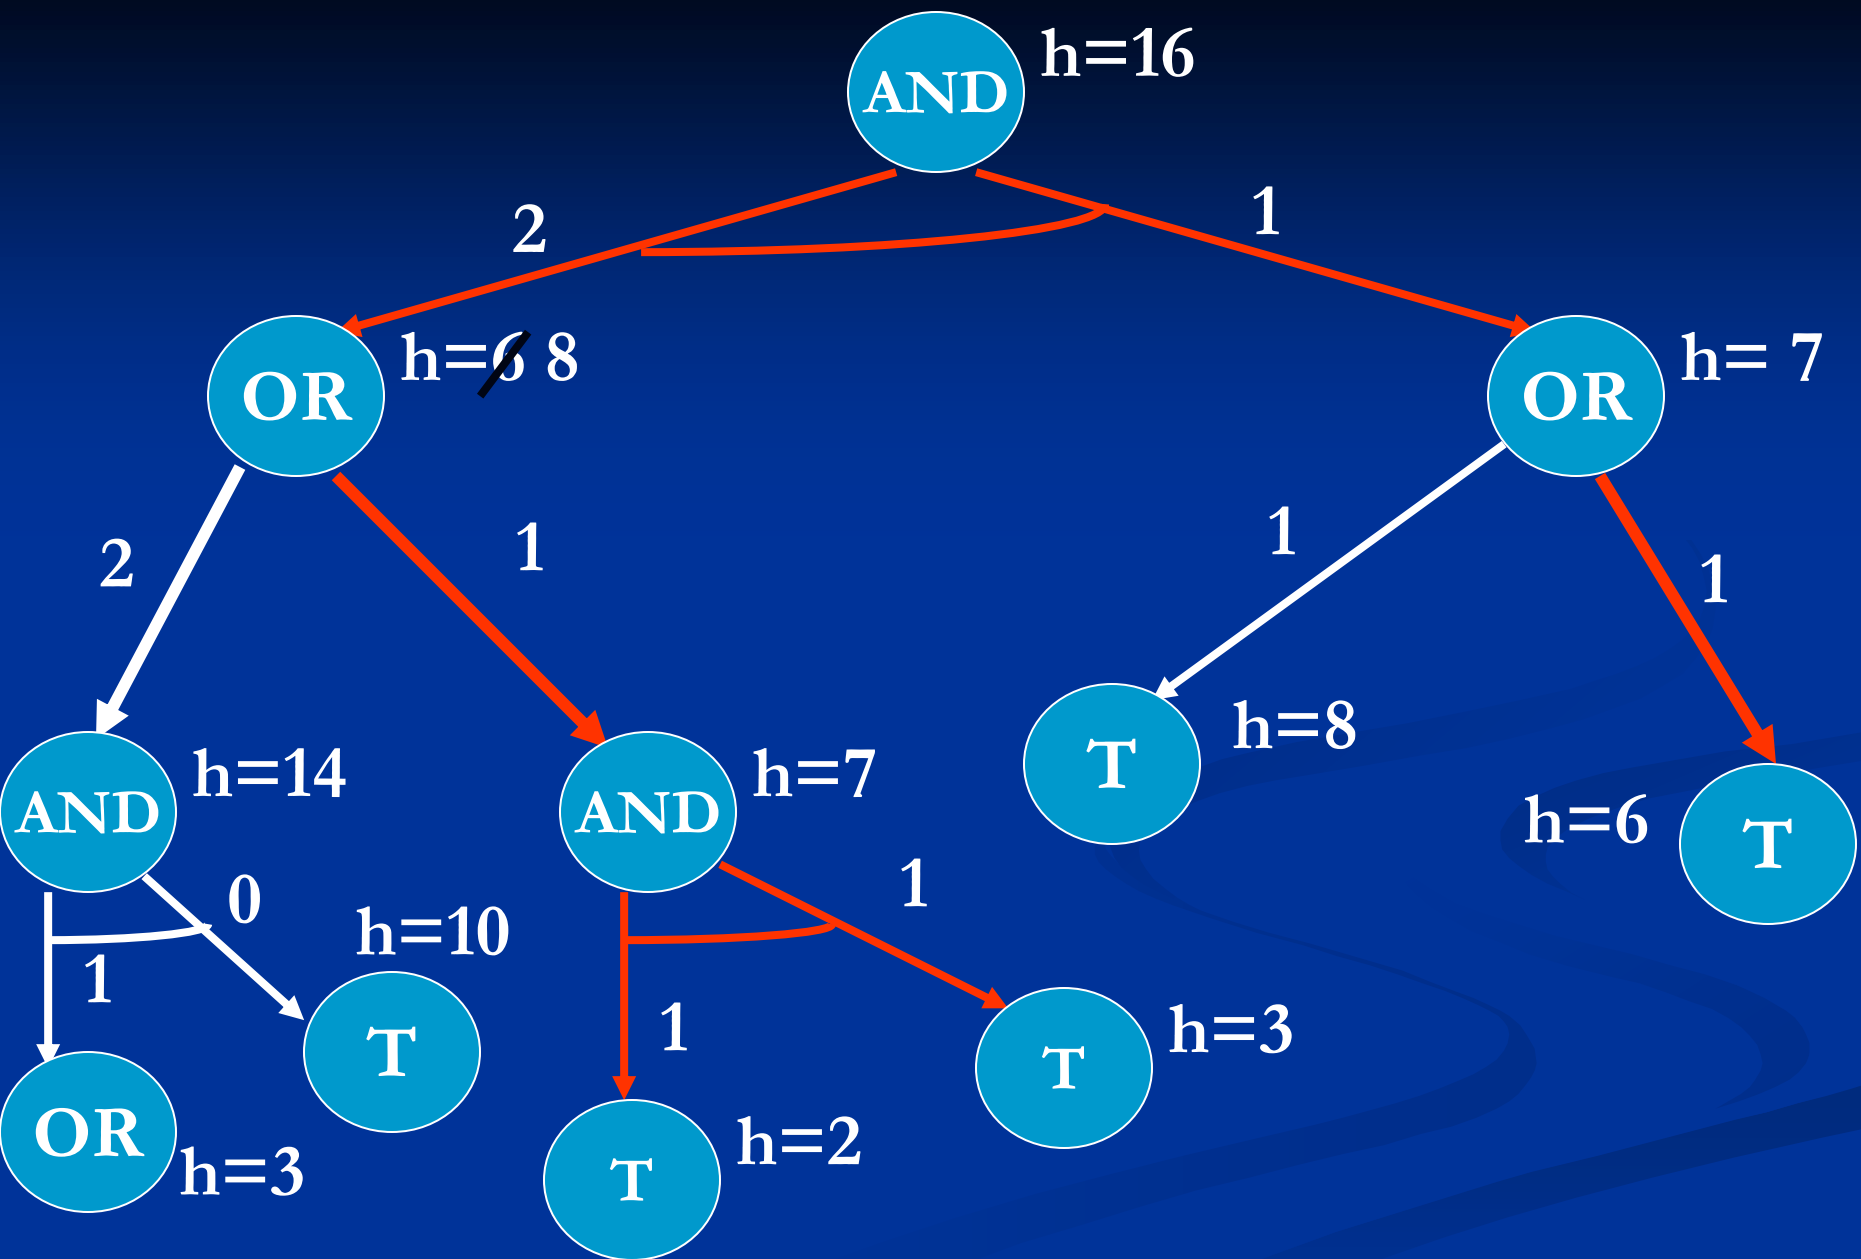 AND h=16
2 1
OR h=6 8 OR h= 7
2 1 1 1
AND h=14 AND h=7 T h=8 h=6 T
0 h=10 1
1 T 1 T h=3
OR h=3 T h=2